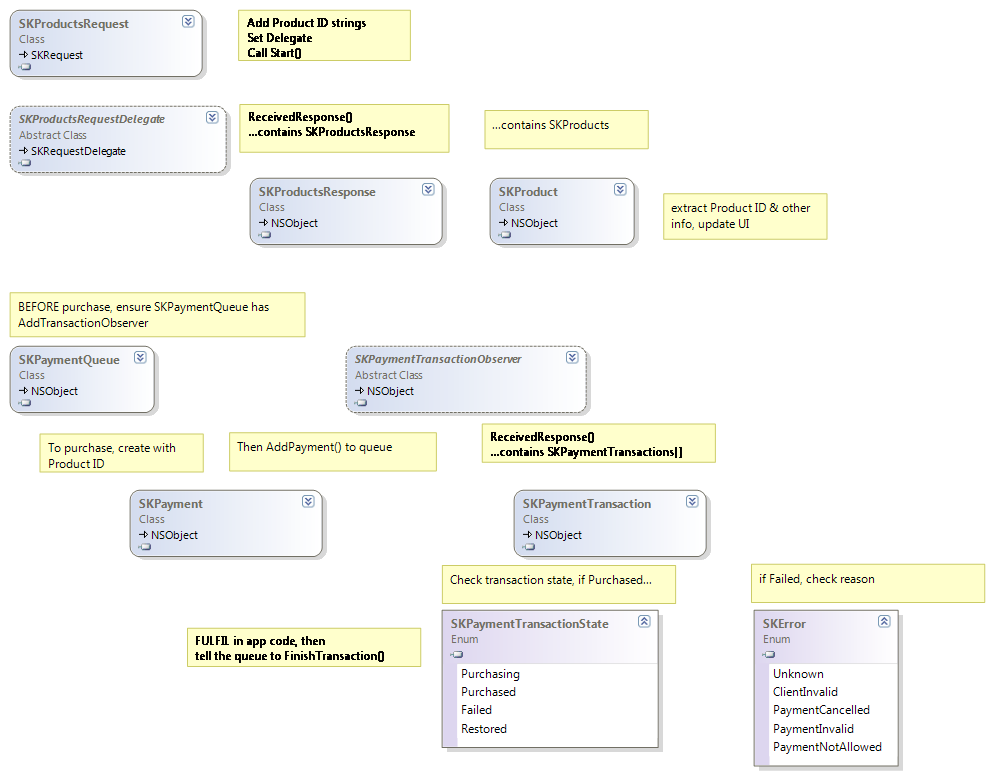 SKProductsRequest
Class
SKRequest
Add Product ID strings
Set Delegate
Call Start()
SKProductsRequestDelegate
Abstract Class
SKRequestDelegate
ReceivedResponse()
...contains SKProductsResponse
...contains SKProducts
SKProductsResponse
Class
NSObject
SKProduct
Class
NSObject
extract Product ID & other
info, update UI
BEFORE purchase, ensure SKPaymentQueue has
AddTransactionObserver
SKPaymentQueue
Class
NSObject
SKPaymentTransactionObserver
Abstract Class
NSObject
To purchase, create with
Product ID
Then AddPayment() to queue
ReceivedResponse()
...contains SKPaymentTransactions[]
SKPayment
Class
NSObject
SKPaymentTransaction
Class
NSObject
Check transaction state, if Purchased...
if Failed, check reason
FULFIL in app code, then
tell the queue to FinishTransaction()
SKPaymentTransactionState
Enum
Purchasing
Purchased
Failed
Restored
SKError
Enum
Unknown
ClientInvalid
PaymentCancelled
PaymentInvalid
PaymentNotAllowed